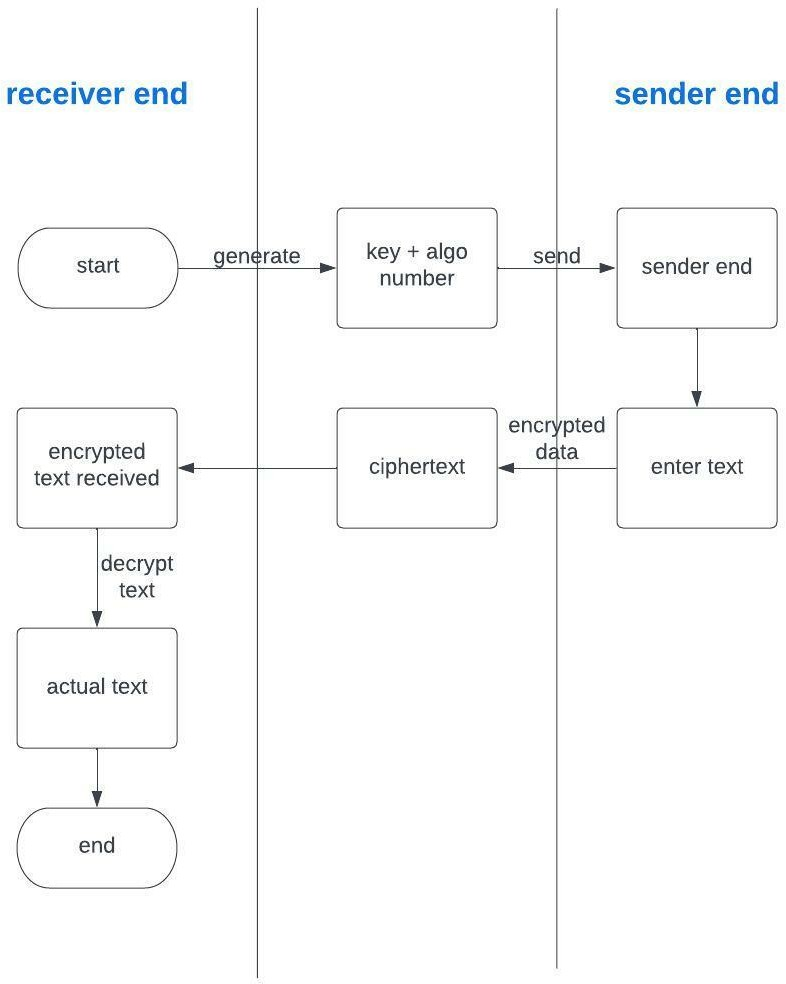 receiver end
sender end
start
generate
key + algo
number
send
sender end
encrypted
text received
ciphertext
encrypted
data
enter text
decrypt
text
actual text
end